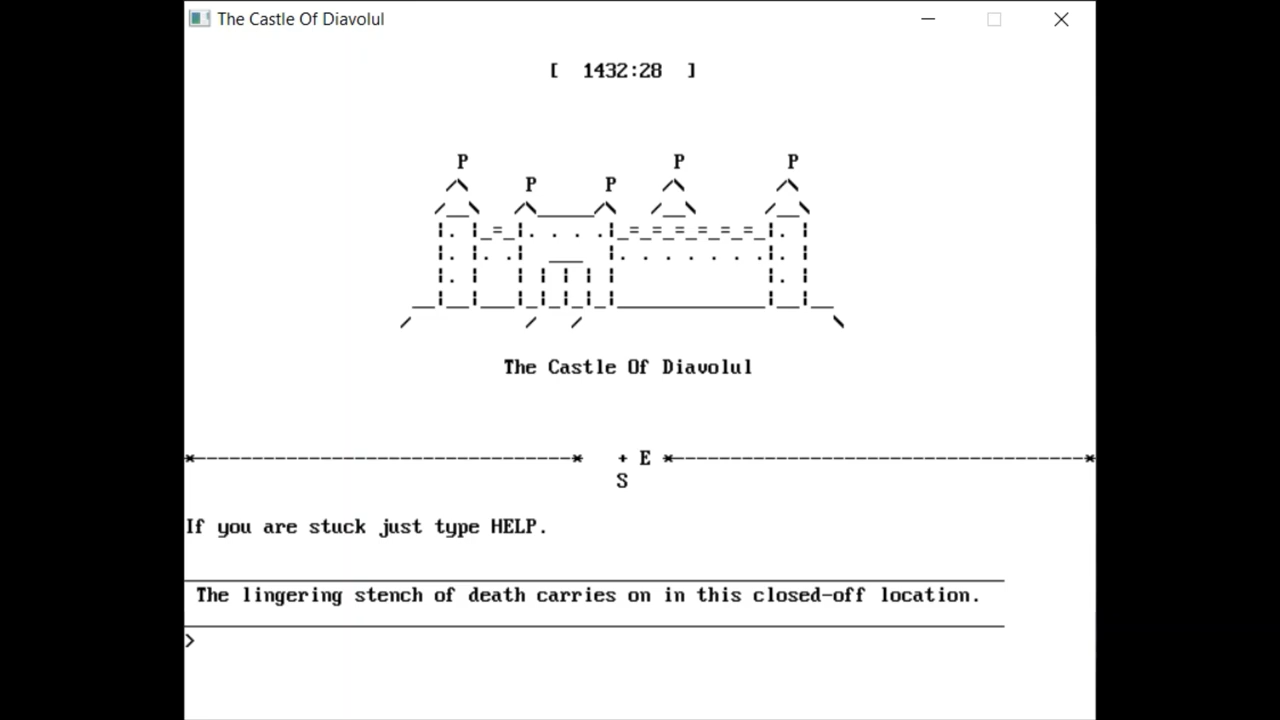 The Castle Of Diavolul
[ 1432:28 ]
P P P
P P
The Castle Of Diavolul
+ E
S
If you are stuck just type HELP.
The lingering stench of death carries on in this closed-off location.
>